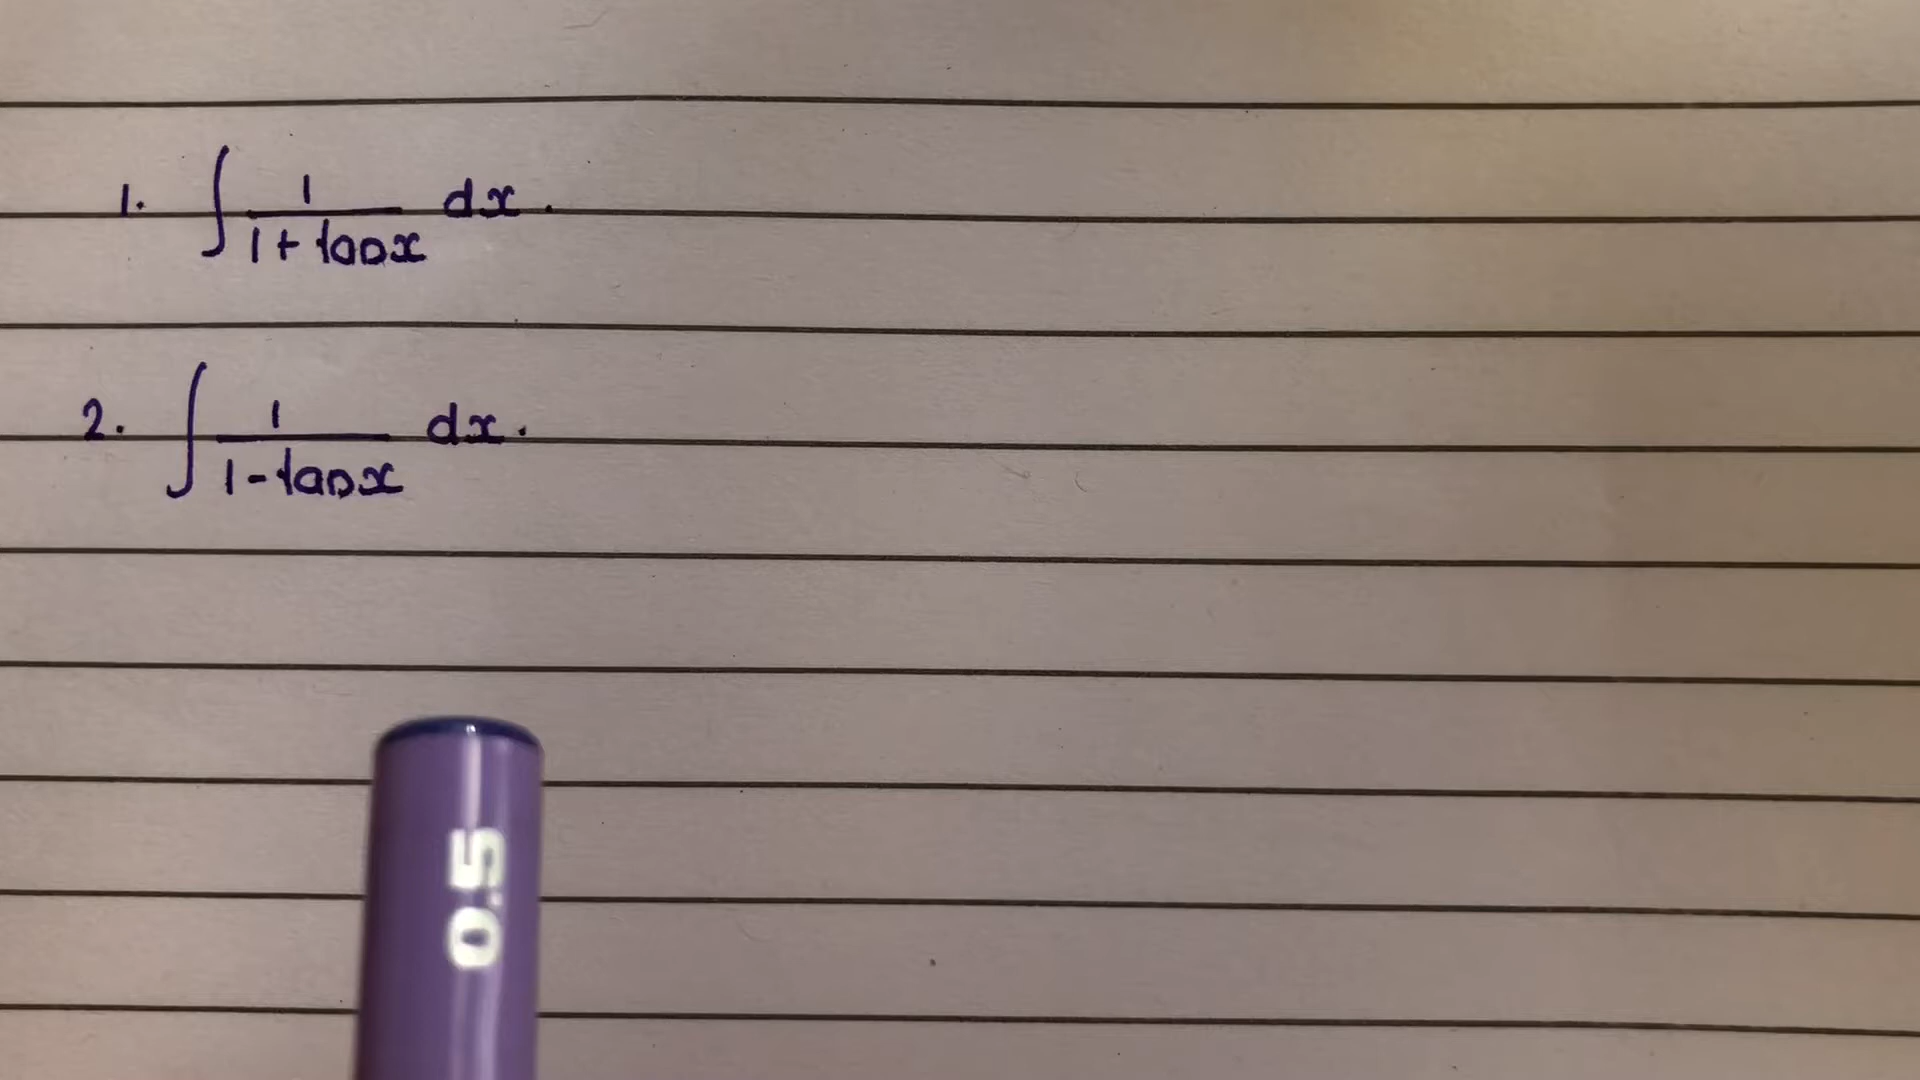 1. ∫ 1/(1 + tanx) dx.
2. ∫ 1/(1 - tanx) dx.
0.5